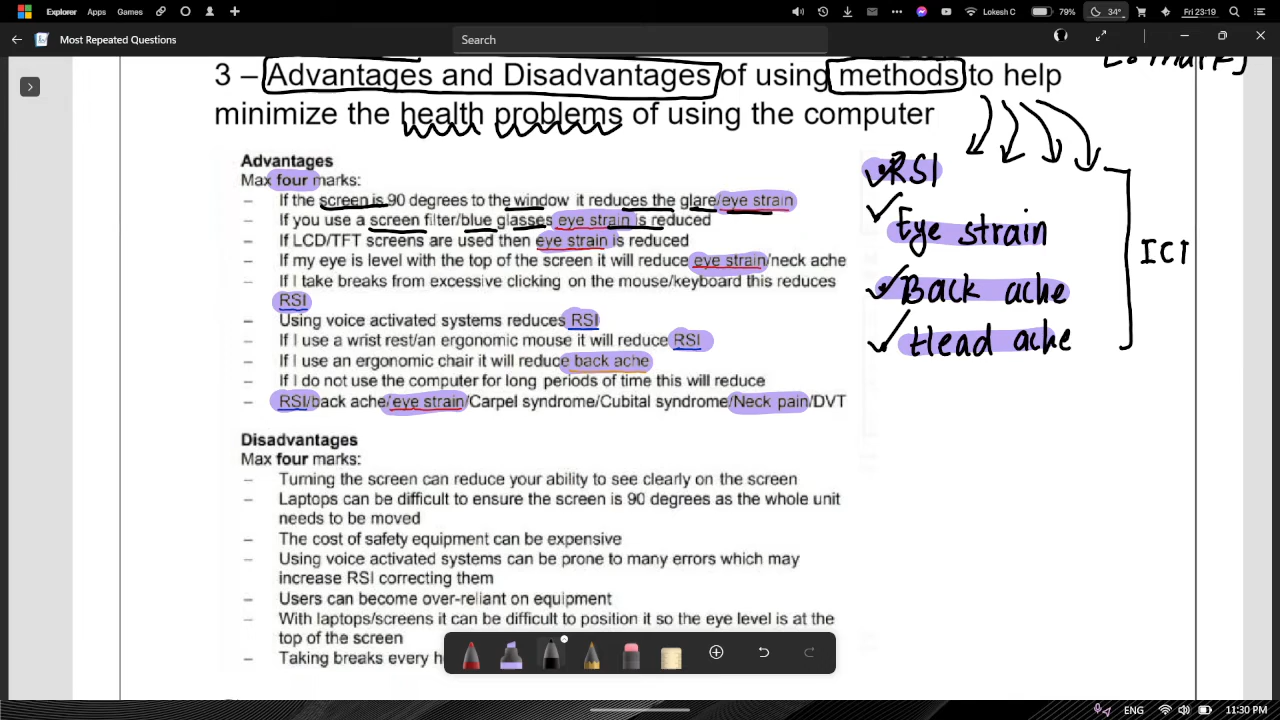 Explorer Apps Games Lokesh C 79% 34° Fri 23:19
Most Repeated Questions Search
3 – Advantages and Disadvantages of using methods to help
minimize the health problems of using the computer
Advantages
Max four marks:
– If the screen is 90 degrees to the window it reduces the glare/eye strain
– If you use a screen filter/blue glasses eye strain is reduced
– If LCD/TFT screens are used then eye strain is reduced
– If my eye is level with the top of the screen it will reduce eye strain/neck ache
– If I take breaks from excessive clicking on the mouse/keyboard this reduces
RSI
– Using voice activated systems reduces RSI
– If I use a wrist rest/an ergonomic mouse it will reduce RSI
– If I use an ergonomic chair it will reduce back ache
– If I do not use the computer for long periods of time this will reduce
– RSI/back ache/eye strain/Carpel syndrome/Cubital syndrome/Neck pain/DVT
RSI
Eye strain
Back ache
Head ache
ICT
Disadvantages
Max four marks:
– Turning the screen can reduce your ability to see clearly on the screen
– Laptops can be difficult to ensure the screen is 90 degrees as the whole unit
needs to be moved
– The cost of safety equipment can be expensive
– Using voice activated systems can be prone to many errors which may
increase RSI correcting them
– Users can become over-reliant on equipment
– With laptops/screens it can be difficult to position it so the eye level is at the
top of the screen
– Taking breaks every
ENG 11:30 PM